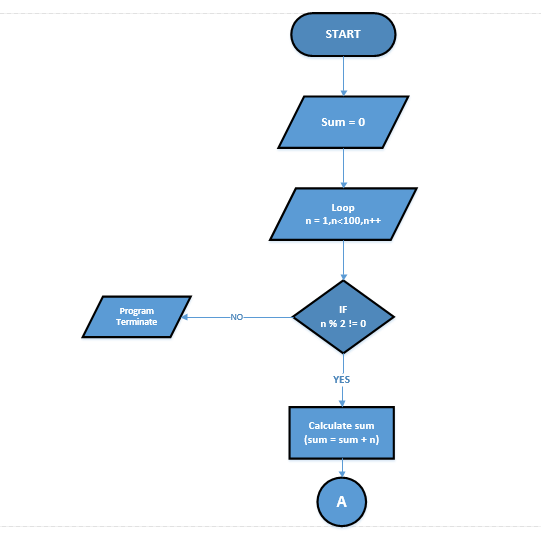 START
Sum = 0
Loop
n = 1,n<100,n++
IF
n % 2 != 0
NO
Program
Terminate
YES
Calculate sum
(sum = sum + n)
A